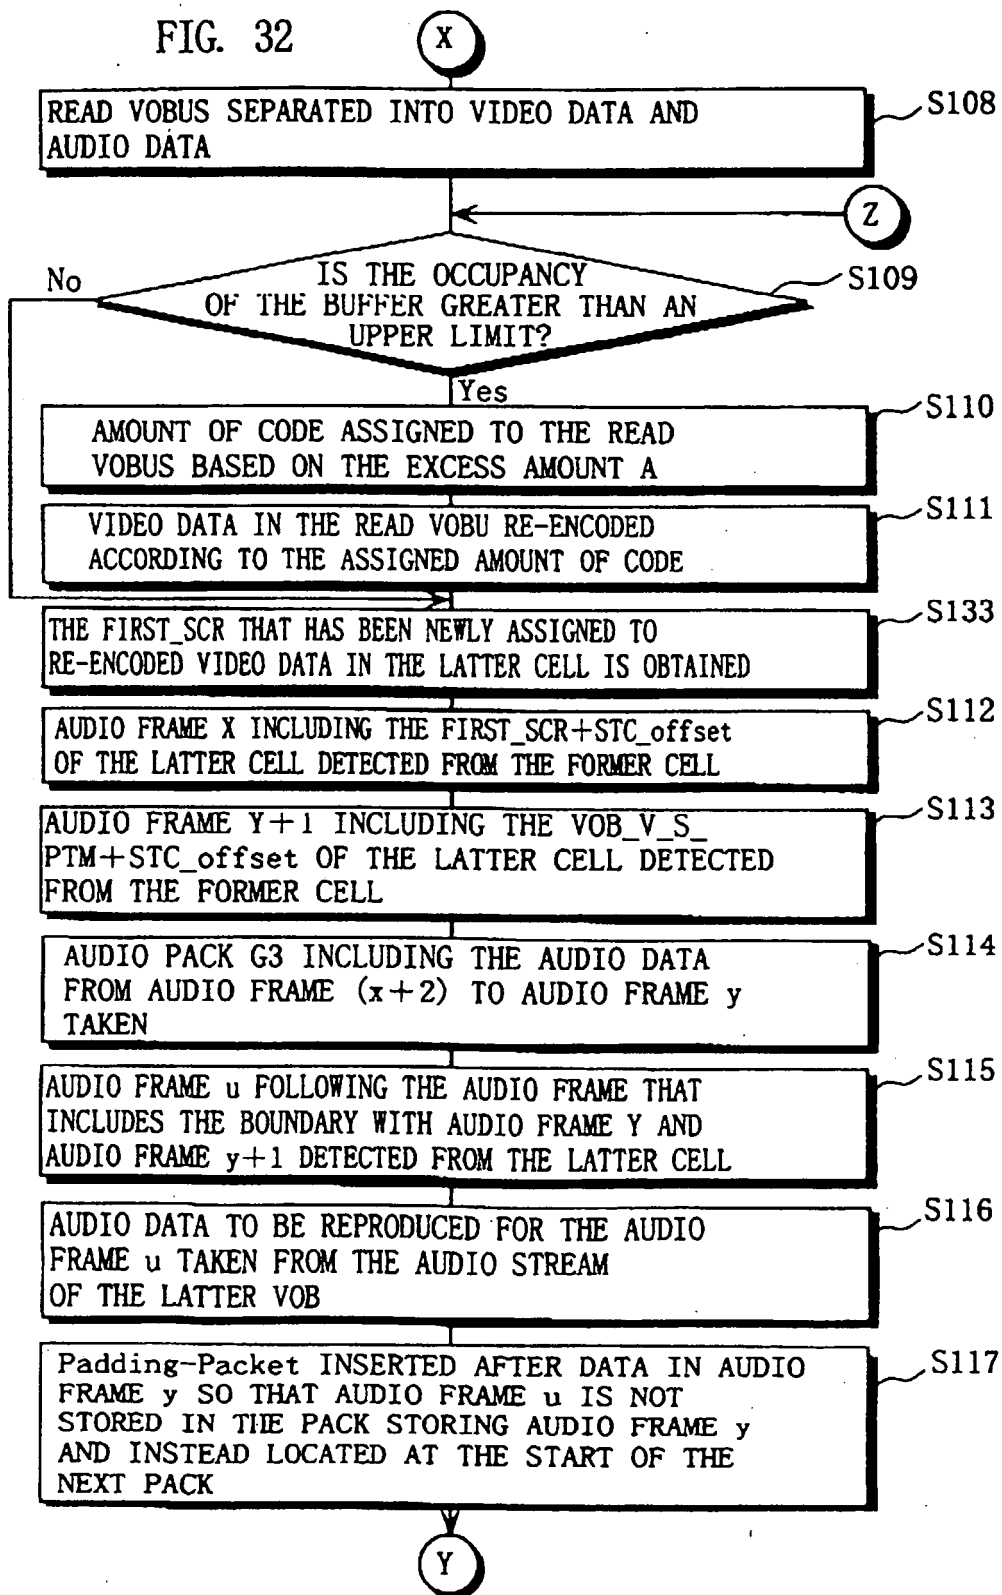 FIG. 32
X
READ VOBUS SEPARATED INTO VIDEO DATA AND
AUDIO DATA
S108
Z
No
IS THE OCCUPANCY
OF THE BUFFER GREATER THAN AN
UPPER LIMIT?
S109
Yes
AMOUNT OF CODE ASSIGNED TO THE READ
VOBUS BASED ON THE EXCESS AMOUNT A
S110
VIDEO DATA IN THE READ VOBU RE-ENCODED
ACCORDING TO THE ASSIGNED AMOUNT OF CODE
S111
THE FIRST_SCR THAT HAS BEEN NEWLY ASSIGNED TO
RE-ENCODED VIDEO DATA IN THE LATTER CELL IS OBTAINED
S133
AUDIO FRAME X INCLUDING THE FIRST_SCR+STC_offset
OF THE LATTER CELL DETECTED FROM THE FORMER CELL
S112
AUDIO FRAME Y+1 INCLUDING THE VOB_V_S_
PTM+STC_offset OF THE LATTER CELL DETECTED
FROM THE FORMER CELL
S113
AUDIO PACK G3 INCLUDING THE AUDIO DATA
FROM AUDIO FRAME (x+2) TO AUDIO FRAME y
TAKEN
S114
AUDIO FRAME u FOLLOWING THE AUDIO FRAME THAT
INCLUDES THE BOUNDARY WITH AUDIO FRAME Y AND
AUDIO FRAME y+1 DETECTED FROM THE LATTER CELL
S115
AUDIO DATA TO BE REPRODUCED FOR THE AUDIO
FRAME u TAKEN FROM THE AUDIO STREAM
OF THE LATTER VOB
S116
Padding-Packet INSERTED AFTER DATA IN AUDIO
FRAME y SO THAT AUDIO FRAME u IS NOT
STORED IN THE PACK STORING AUDIO FRAME y
AND INSTEAD LOCATED AT THE START OF THE
NEXT PACK
S117
Y